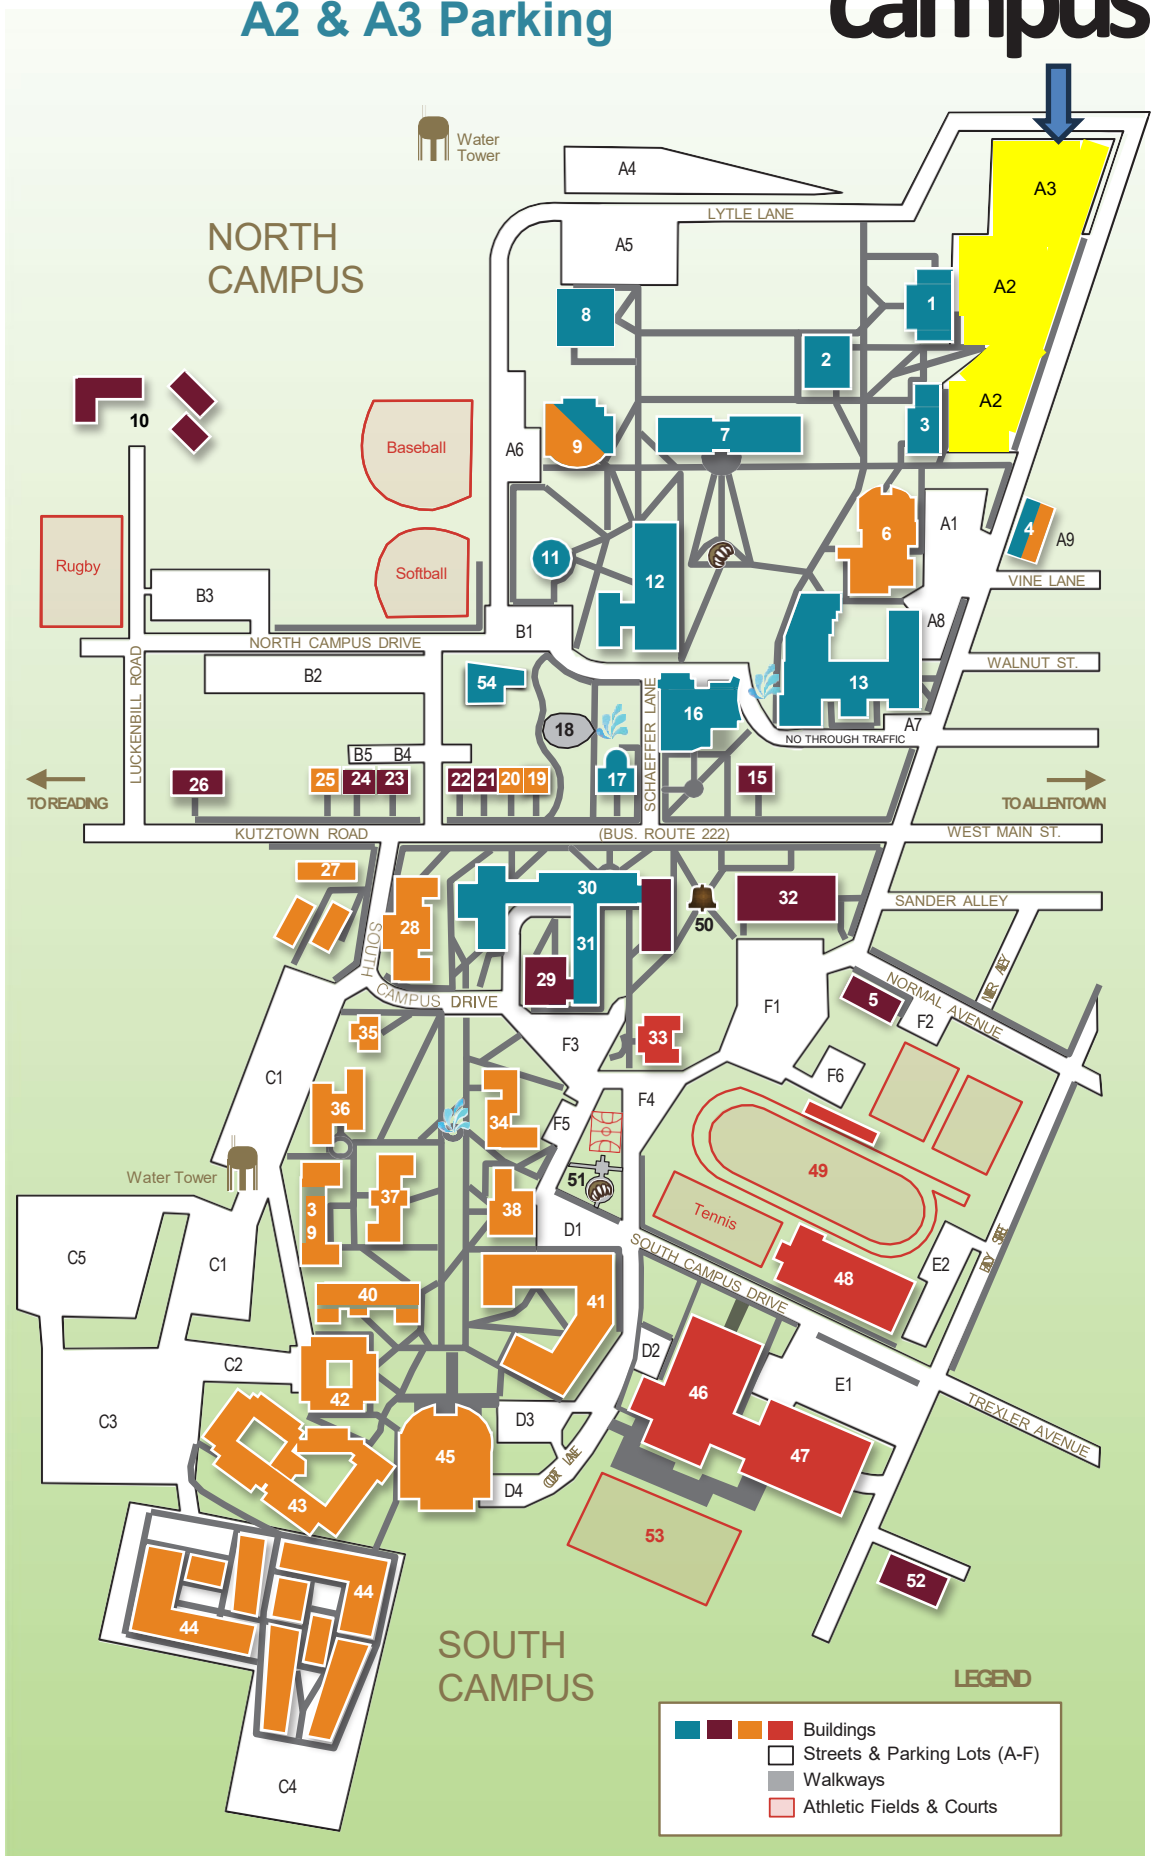 A2 & A3 Parking
campus
Water
Tower
A4
A3
LYTLE LANE
NORTH
CAMPUS
A5
A2
1
8
2
10
A2
3
7
9
Baseball
A6
6
A1
4
A9
11
12
Rugby
Softball
VINE LANE
B3
A8
B1
NORTH CAMPUS DRIVE
WALNUT ST.
LUCKENBILL ROAD
B2
54
13
SCHAEFFER LANE
16
18
A7
NO THROUGH TRAFFIC
B5
B4
26
25
24
23
22
21
20
19
17
15
TO READING
TO ALLENTOWN
KUTZTOWN ROAD
(BUS. ROUTE 222)
WEST MAIN ST.
27
30
32
SANDER ALLEY
28
50
31
SOUTH
CAMPUS DRIVE
29
5
NORMAL AVENUE
F1
F2
35
F3
33
C1
F6
36
34
F5
F4
Water Tower
51
49
37
38
3
9
Tennis
D1
C5
C1
SOUTH CAMPUS DRIVE
E2
48
40
41
C2
D2
42
46
E1
C3
D3
TREXLER AVENUE
45
47
43
D4
53
44
52
44
SOUTH
CAMPUS
LEGEND
Buildings
Streets & Parking Lots (A-F)
Walkways
C4
Athletic Fields & Courts